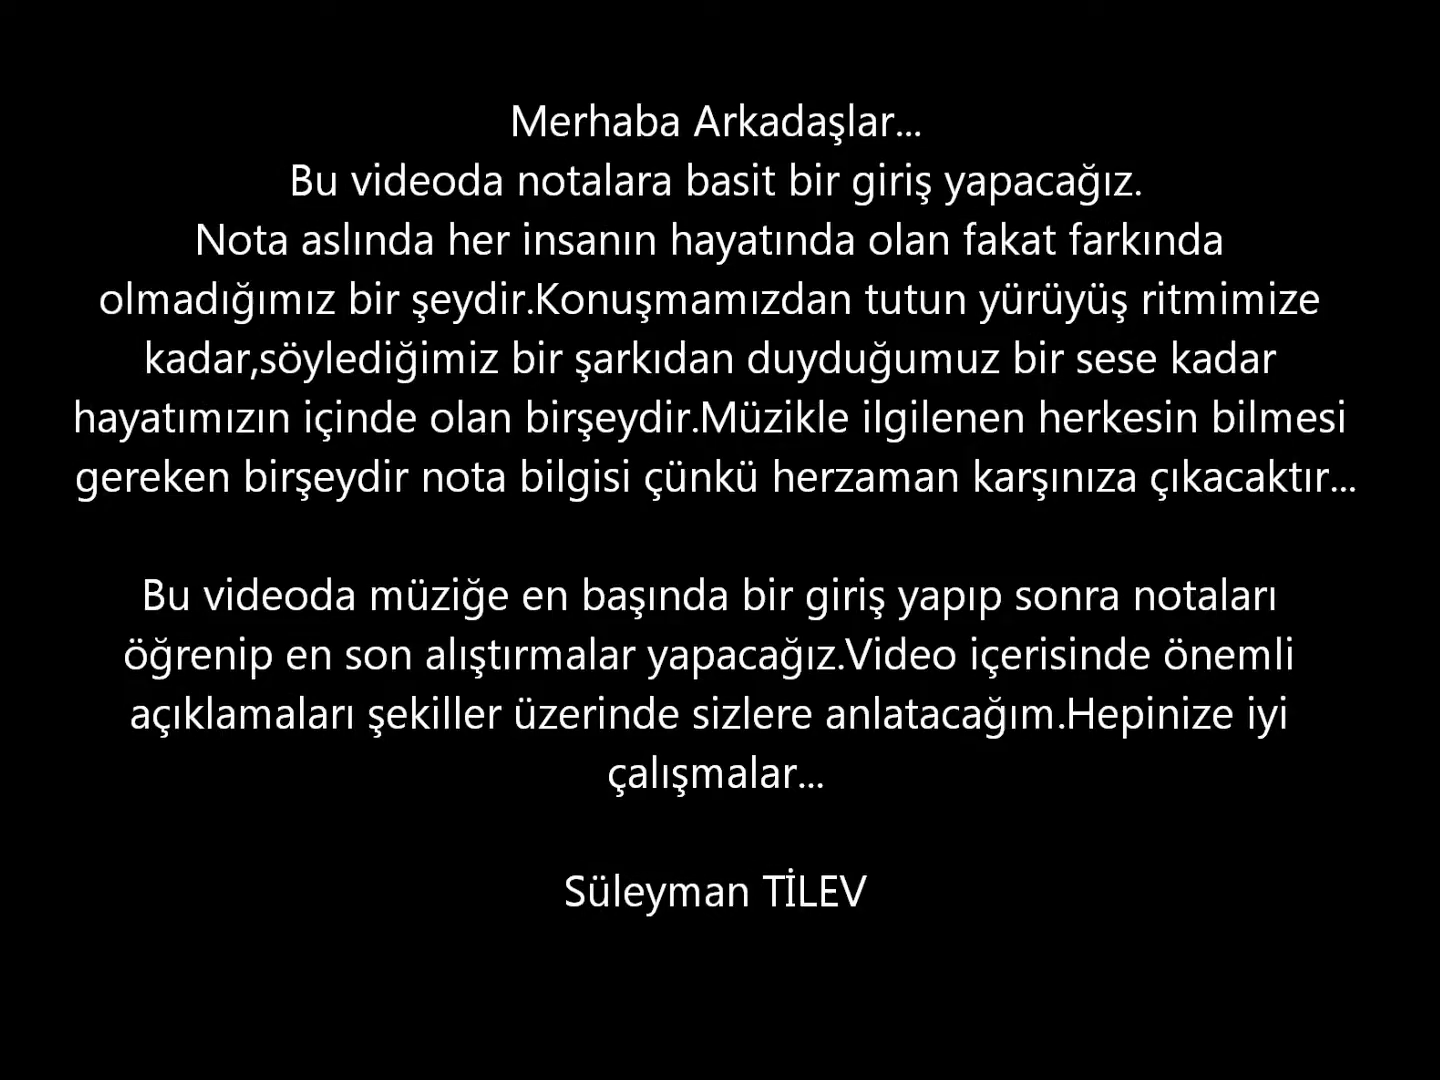 Merhaba Arkadaşlar...
Bu videoda notalara basit bir giriş yapacağız.
Nota aslında her insanın hayatında olan fakat farkında
olmadığımız bir şeydir.Konuşmamızdan tutun yürüyüş ritmimize
kadar,söylediğimiz bir şarkıdan duyduğumuz bir sese kadar
hayatımızın içinde olan birşeydir.Müzikle ilgilenen herkesin bilmesi
gereken birşeydir nota bilgisi çünkü herzaman karşınıza çıkacaktır...
Bu videoda müziğe en başında bir giriş yapıp sonra notaları
öğrenip en son alıştırmalar yapacağız.Video içerisinde önemli
açıklamaları şekiller üzerinde sizlere anlatacağım.Hepinize iyi
çalışmalar...
Süleyman TİLEV